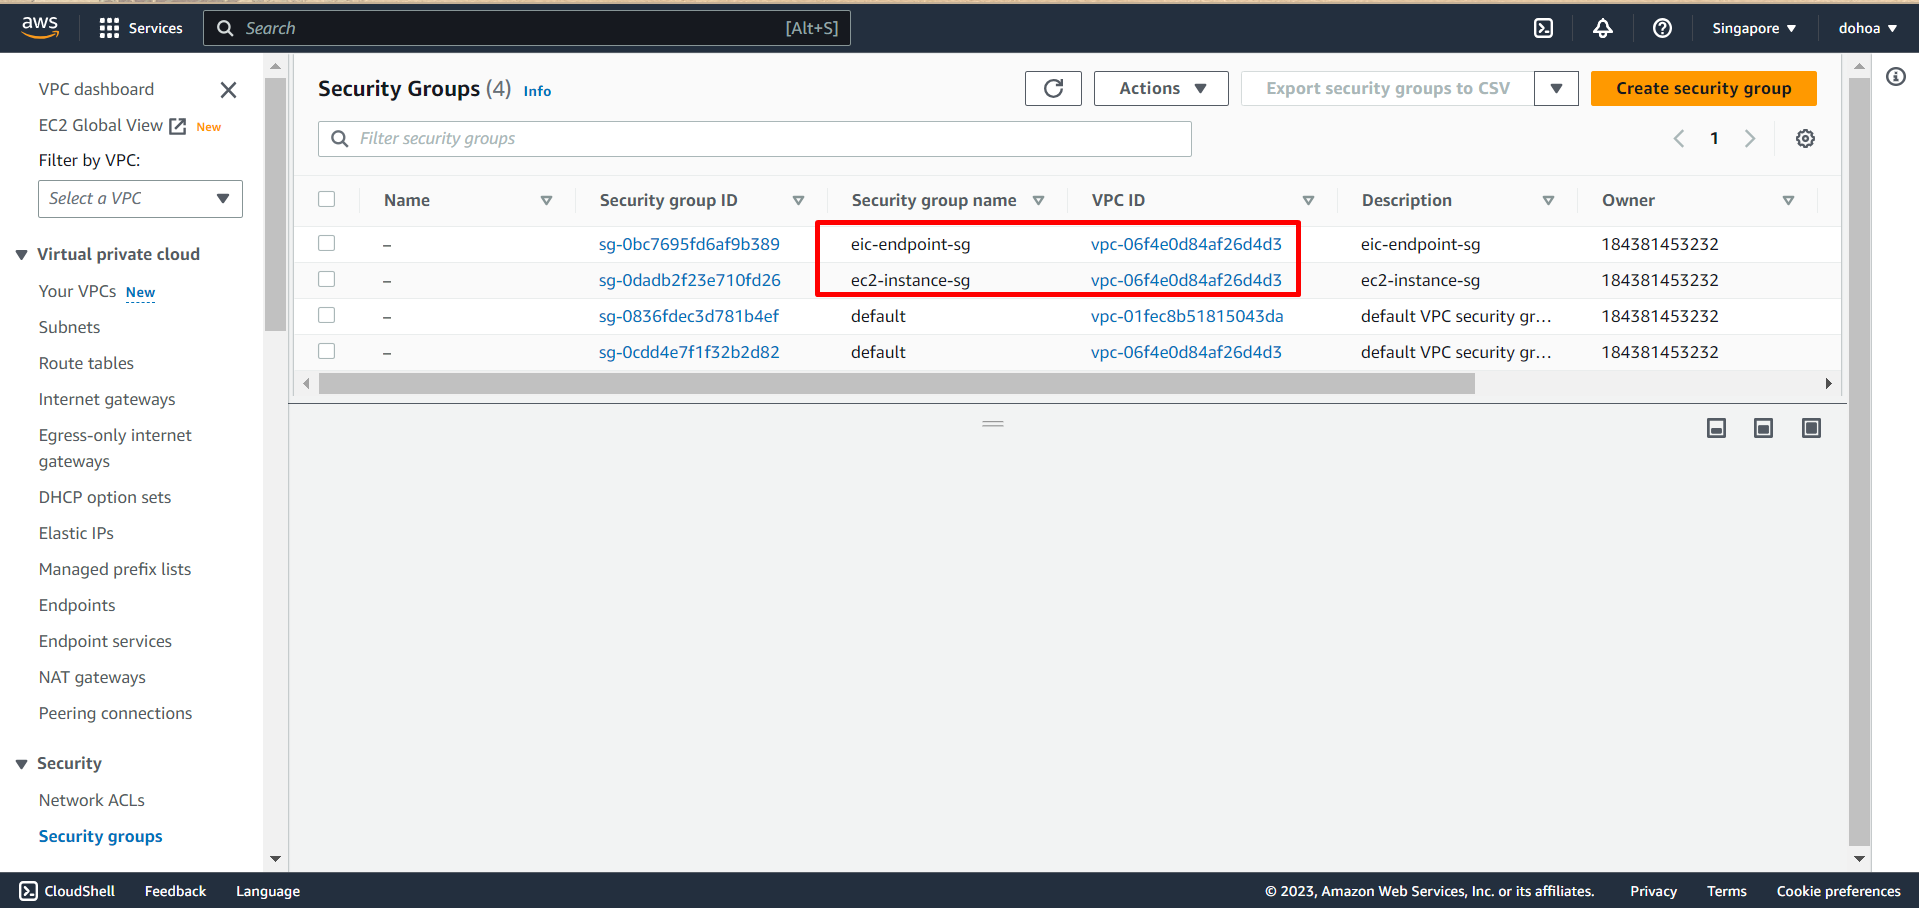 aws Services Search [Alt+S] Singapore dohoa
VPC dashboard
EC2 Global View New
Filter by VPC:
Select a VPC
Virtual private cloud
Your VPCs New
Subnets
Route tables
Internet gateways
Egress-only internet
gateways
DHCP option sets
Elastic IPs
Managed prefix lists
Endpoints
Endpoint services
NAT gateways
Peering connections
Security
Network ACLs
Security groups
Security Groups (4) Info Actions Export security groups to CSV Create security group
Filter security groups 1
Name Security group ID Security group name VPC ID Description Owner
– sg-0bc7695fd6af9b389 eic-endpoint-sg vpc-06f4e0d84af26d4d3 eic-endpoint-sg 184381453232
– sg-0dadb2f23e710fd26 ec2-instance-sg vpc-06f4e0d84af26d4d3 ec2-instance-sg 184381453232
– sg-0836fdec3d781b4ef default vpc-01fec8b51815043da default VPC security gr... 184381453232
– sg-0cdd4e7f1f32b2d82 default vpc-06f4e0d84af26d4d3 default VPC security gr... 184381453232
CloudShell Feedback Language © 2023, Amazon Web Services, Inc. or its affiliates. Privacy Terms Cookie preferences